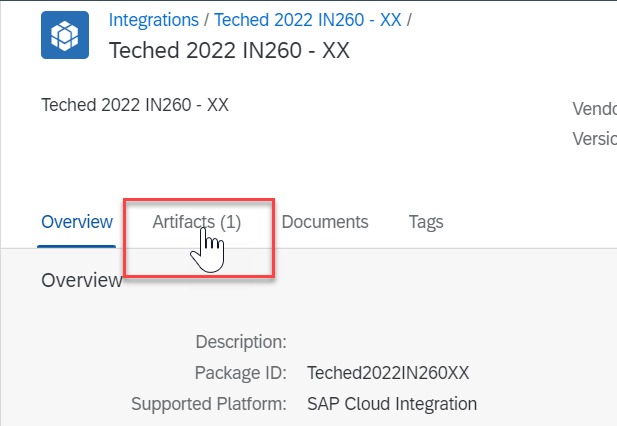 Integrations / Teched 2022 IN260 - XX /
Teched 2022 IN260 - XX
Teched 2022 IN260 - XX
Vendo
Versio
Overview Artifacts (1) Documents Tags
Overview
Description:
Package ID: Teched2022IN260XX
Supported Platform: SAP Cloud Integration